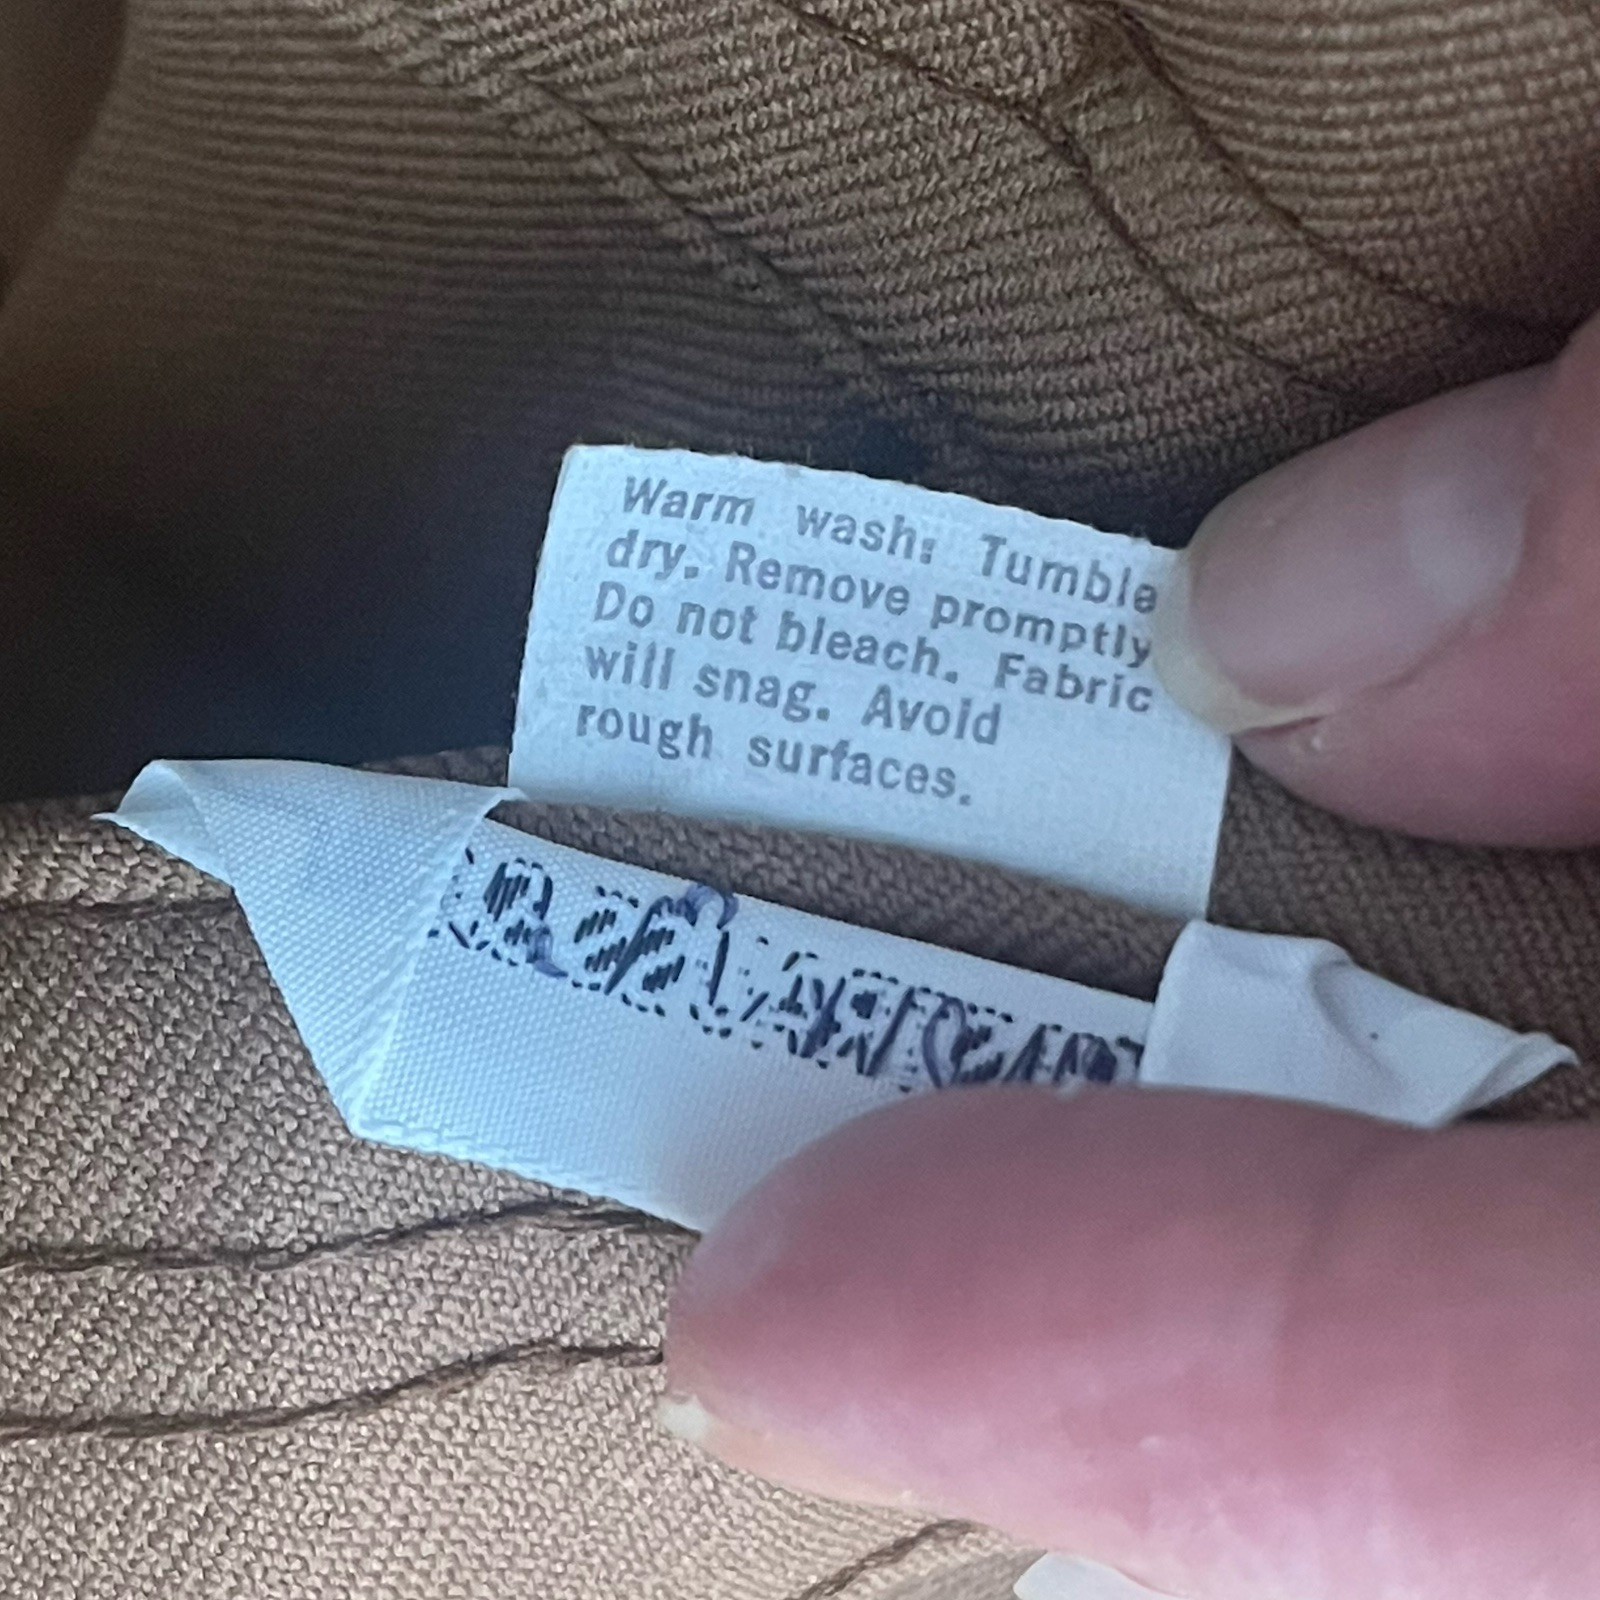 Warm wash: Tumble
dry. Remove promptly
Do not bleach. Fabric
will snag. Avoid
rough surfaces.